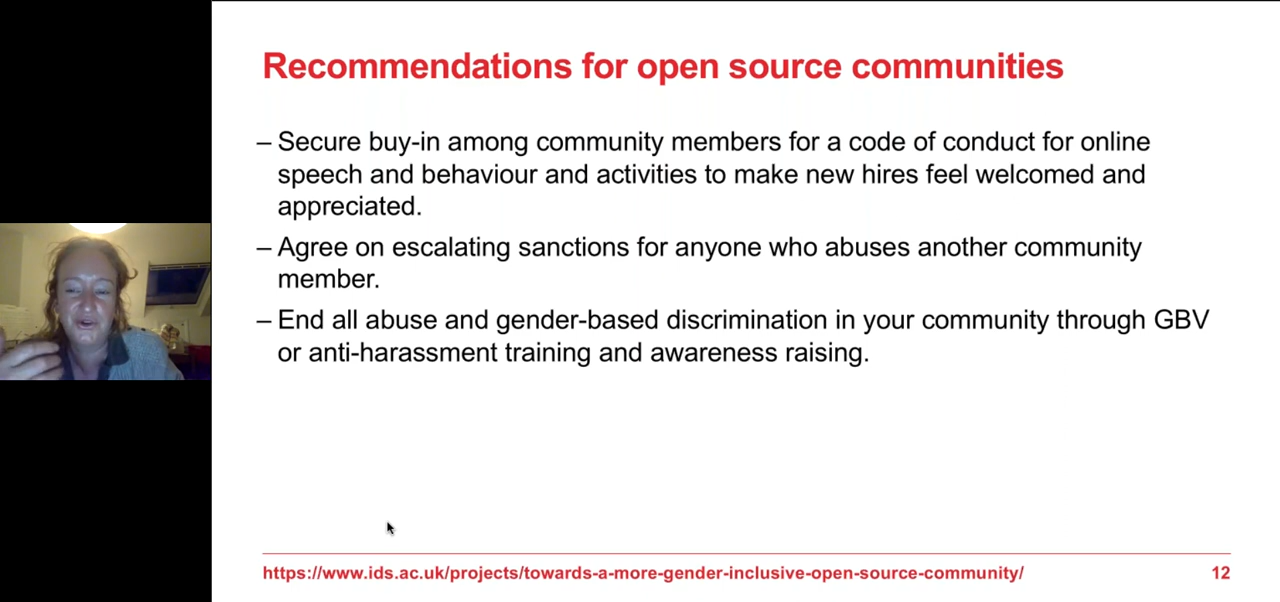 Recommendations for open source communities
– Secure buy-in among community members for a code of conduct for online
speech and behaviour and activities to make new hires feel welcomed and
appreciated.
– Agree on escalating sanctions for anyone who abuses another community
member.
– End all abuse and gender-based discrimination in your community through GBV
or anti-harassment training and awareness raising.
https://www.ids.ac.uk/projects/towards-a-more-gender-inclusive-open-source-community/ 12